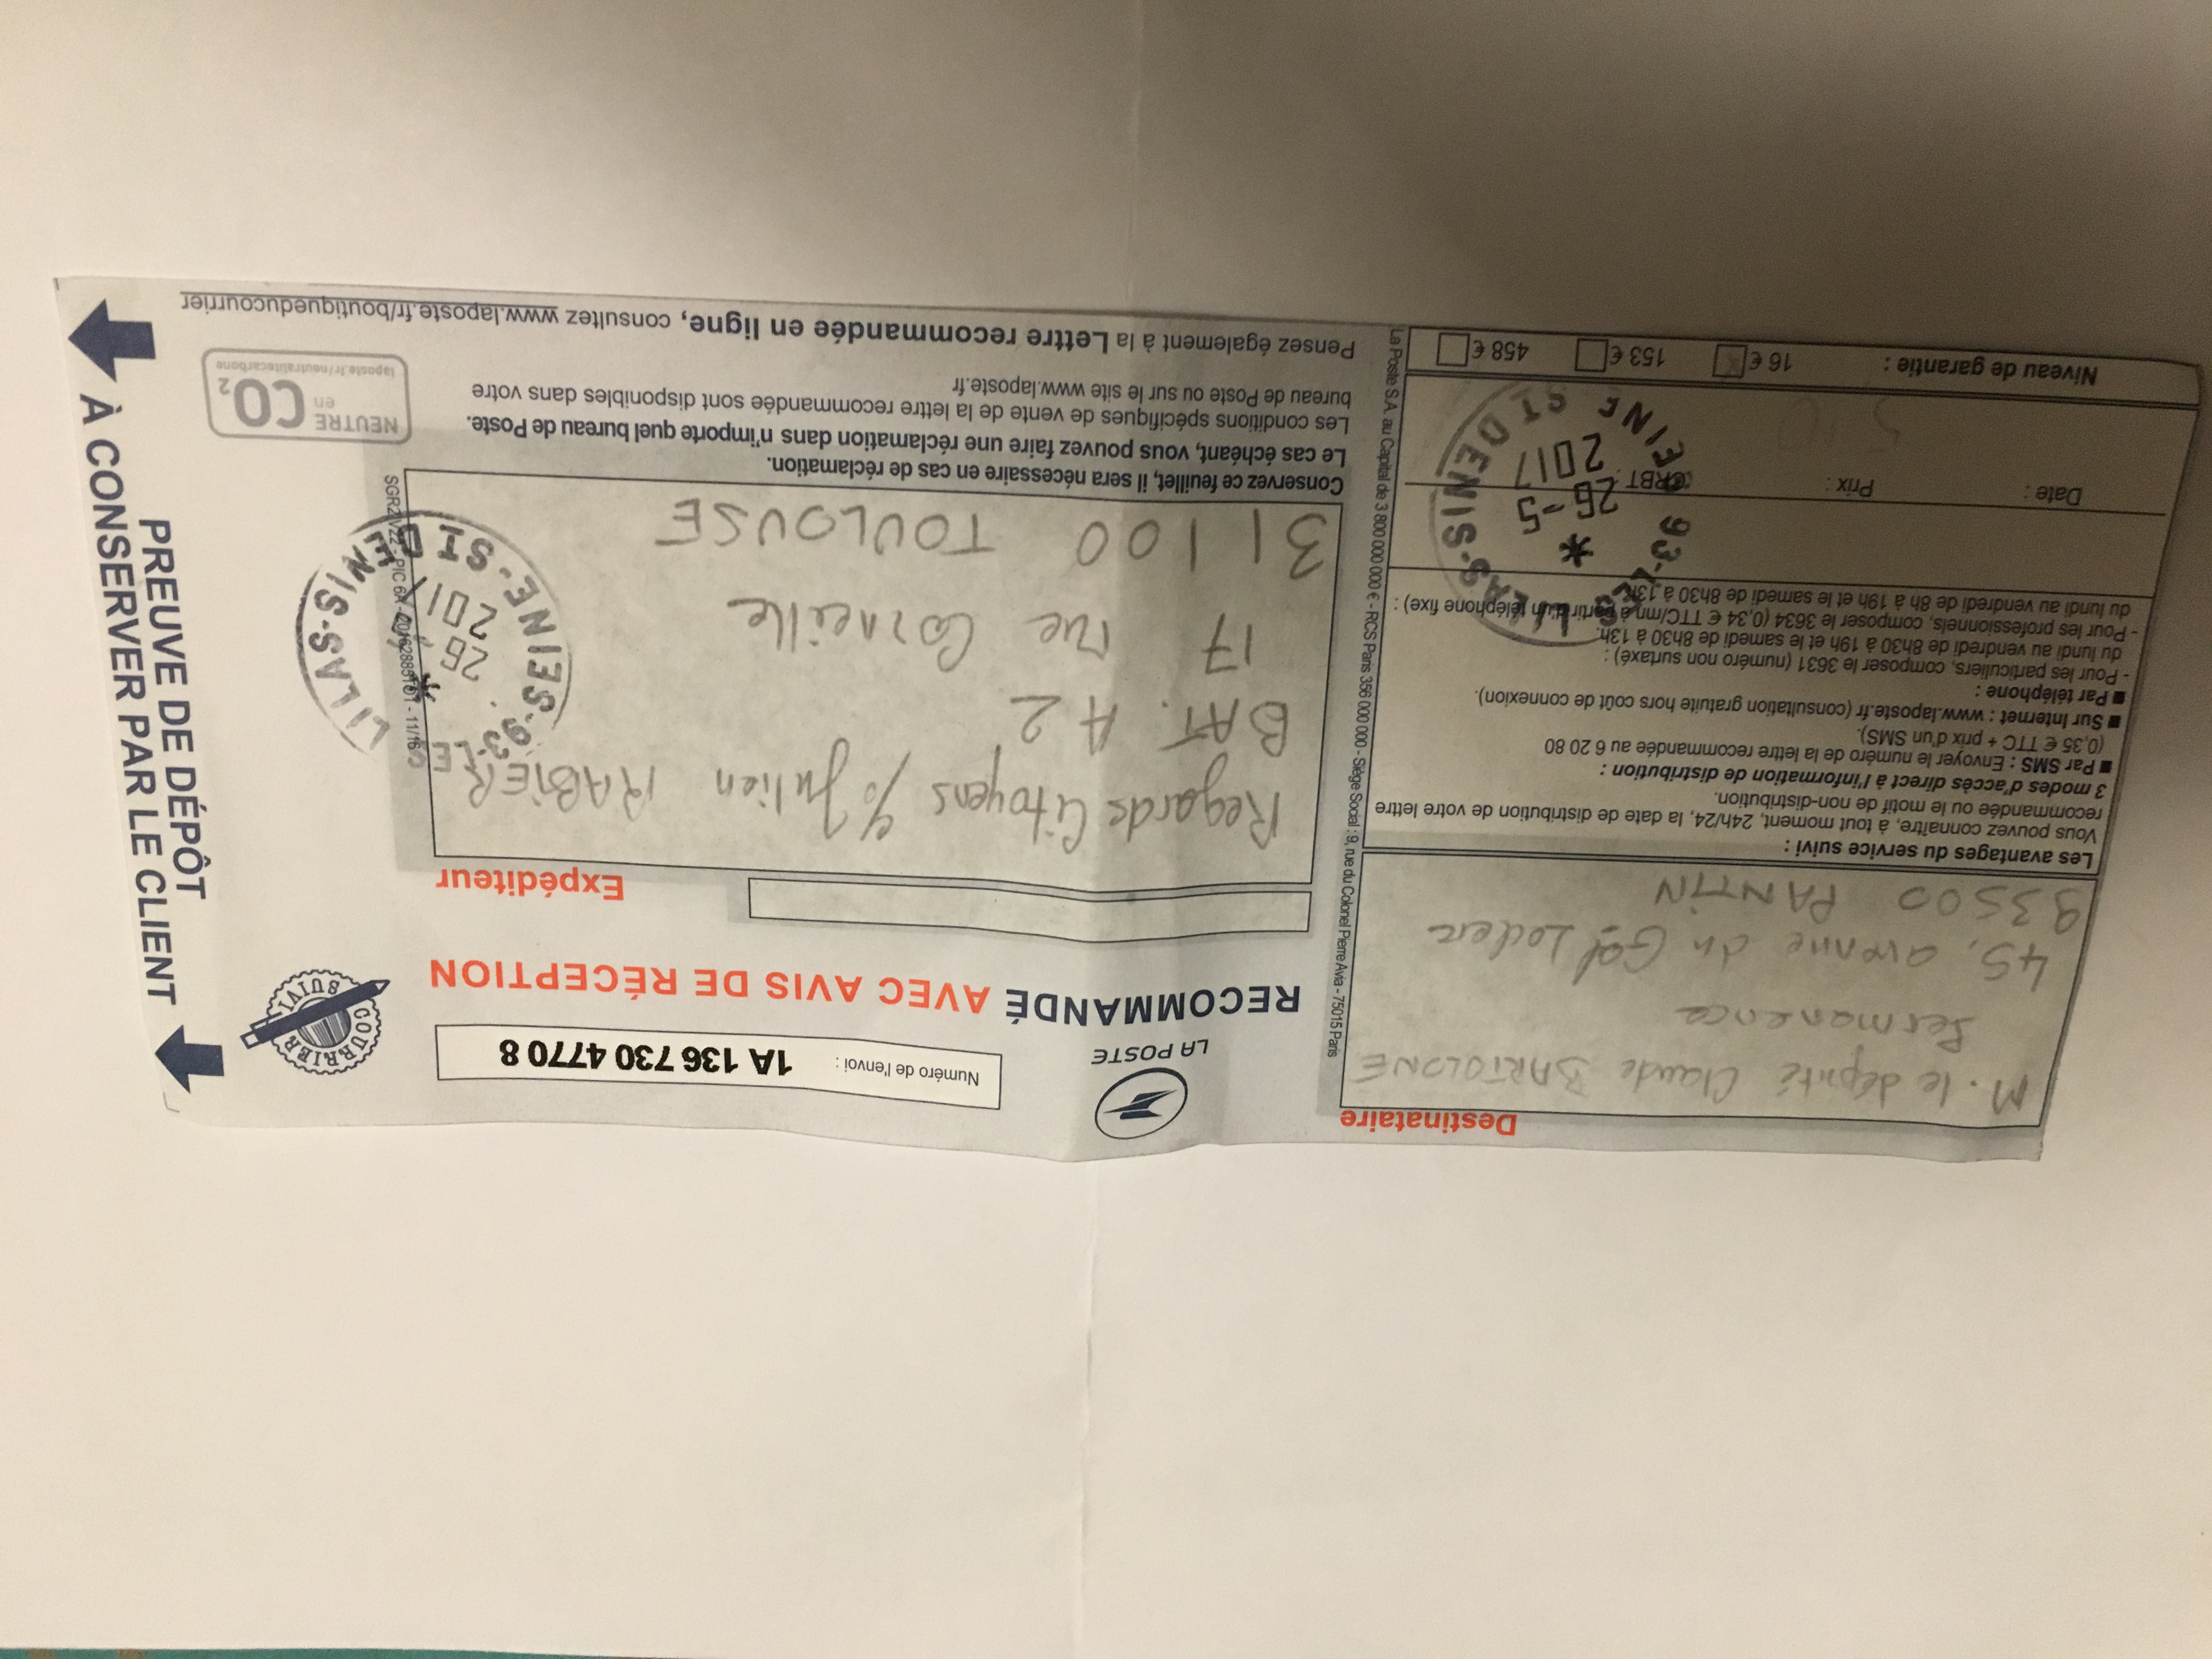 Destinataire
M. le député Claude BARTOLONE
Permanence
45, avenue du Gal Leclerc
93500 PANTIN
Les avantages du service suivi :
Vous pouvez connaître, à tout moment, 24h/24, la date de distribution de votre lettre
recommandée ou le motif de non-distribution.
3 modes d'accès direct à l'information de distribution :
■ Par SMS : Envoyer le numéro de la lettre recommandée au 6 20 80
(0,35 € TTC + prix d'un SMS).
■ Sur Internet : www.laposte.fr (consultation gratuite hors coût de connexion).
■ Par téléphone :
- Pour les particuliers, composer le 3631 (numéro non surtaxé) :
du lundi au vendredi de 8h30 à 19h et le samedi de 8h30 à 13h.
- Pour les professionnels, composer le 3634 (0,34 € TTC/mn à partir d'un téléphone fixe) :
du lundi au vendredi de 8h à 19h et le samedi de 8h30 à 13h.
93-LES LILAS-SEINE ST DENIS
26-5
2017
Date :
Prix :
CRBT :
Niveau de garantie :
16 €
153 €
458 €
La Poste S.A. au Capital de 3 800 000 000 € - RCS Paris 356 000 000 - Siège Social : 9, rue du Colonel Pierre Avia - 75015 Paris
LA POSTE
Numéro de l'envoi : 1A 136 730 4770 8
RECOMMANDÉ AVEC AVIS DE RÉCEPTION
COURRIER SUIVI
Expéditeur
Regards Citoyens c/o Julien RABIER
BAT. A2
17 rue Corneille
31100 TOULOUSE
Conservez ce feuillet, il sera nécessaire en cas de réclamation.
Le cas échéant, vous pouvez faire une réclamation dans n'importe quel bureau de Poste.
Les conditions spécifiques de vente de la lettre recommandée sont disponibles dans votre
bureau de Poste ou sur le site www.laposte.fr
Pensez également à la Lettre recommandée en ligne, consultez www.laposte.fr/boutiqueducourrier
NEUTRE en CO2
laposte.fr/neutralitecarbone
PREUVE DE DÉPÔT
À CONSERVER PAR LE CLIENT